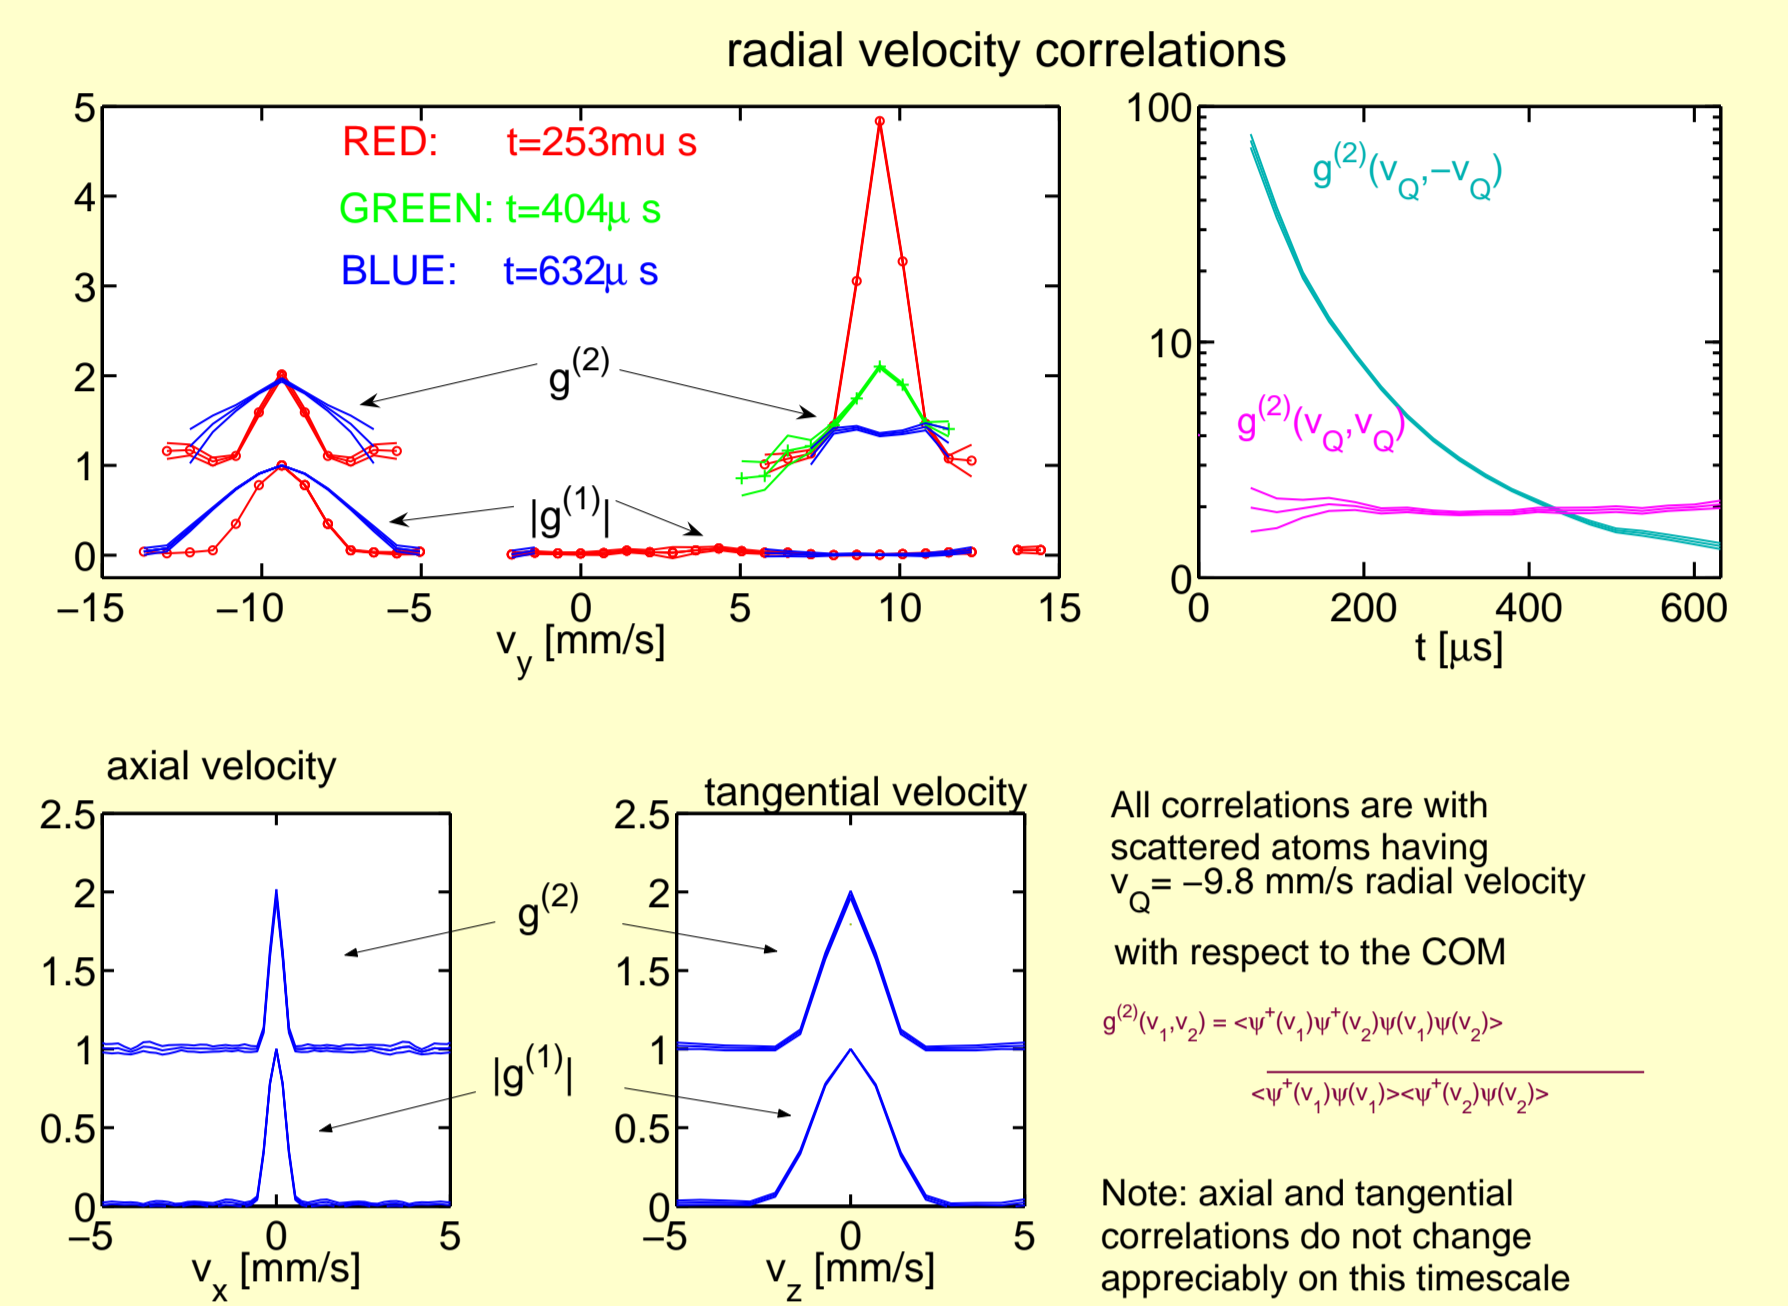 radial velocity correlations
5
4
3
2
1
0
RED: t=253mu s
GREEN: t=404μ s
BLUE: t=632μ s
g(2)
|g(1)|
−15 −10 −5 0 5 10 15
vy [mm/s]
100
10
0
g(2)(vQ,−vQ)
g(2)(vQ,vQ)
0 200 400 600
t [μs]
axial velocity
2.5
2
1.5
1
0.5
0
−5 0 5
vx [mm/s]
g(2)
|g(1)|
tangential velocity
2.5
2
1.5
1
0.5
0
−5 0 5
vz [mm/s]
All correlations are with
scattered atoms having
vQ= −9.8 mm/s radial velocity
with respect to the COM
g(2)(v1,v2) = <ψ+(v1)ψ+(v2)ψ(v1)ψ(v2)>
<ψ+(v1)ψ(v1)><ψ+(v2)ψ(v2)>
Note: axial and tangential
correlations do not change
appreciably on this timescale